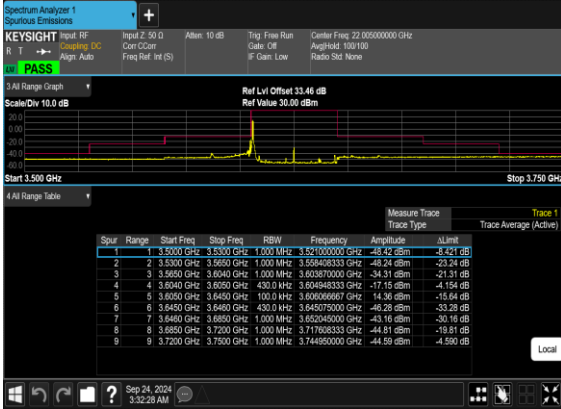 Spectrum Analyzer 1
Spurious Emissions
+
KEYSIGHT Input: RF Input Z: 50 Ω Atten: 10 dB Trig: Free Run Center Freq: 22.005000000 GHz
R T Coupling: DC Corr CCorr Gate: Off Avg|Hold: 100/100
Align: Auto Freq Ref: Int (S) IF Gain: Low Radio Std: None
PASS
3 All Range Graph
Ref Lvl Offset 33.46 dB
Scale/Div 10.0 dB Ref Value 30.00 dBm
20.0
0.00
-20.0
-40.0
-60.0
Start 3.500 GHz Stop 3.750 GHz
4 All Range Table
Measure Trace Trace 1
Trace Type Trace Average (Active)
Spur Range Start Freq Stop Freq RBW Frequency Amplitude ΔLimit
1 1 3.5000 GHz 3.5300 GHz 1.000 MHz 3.521000000 GHz -48.42 dBm -8.421 dB
2 2 3.5300 GHz 3.5650 GHz 1.000 MHz 3.558408333 GHz -48.24 dBm -23.24 dB
3 3 3.5650 GHz 3.6040 GHz 1.000 MHz 3.603870000 GHz -34.31 dBm -21.31 dB
4 4 3.6040 GHz 3.6050 GHz 430.0 kHz 3.604948333 GHz -17.15 dBm -4.154 dB
5 5 3.6050 GHz 3.6450 GHz 100.0 kHz 3.606066667 GHz 14.36 dBm -15.64 dB
6 6 3.6450 GHz 3.6460 GHz 430.0 kHz 3.645075000 GHz -46.28 dBm -33.28 dB
7 7 3.6460 GHz 3.6850 GHz 1.000 MHz 3.652045000 GHz -43.16 dBm -30.16 dB
8 8 3.6850 GHz 3.7200 GHz 1.000 MHz 3.717608333 GHz -44.81 dBm -19.81 dB
9 9 3.7200 GHz 3.7500 GHz 1.000 MHz 3.744950000 GHz -44.59 dBm -4.590 dB
Local
? Sep 24, 2024
3:32:28 AM